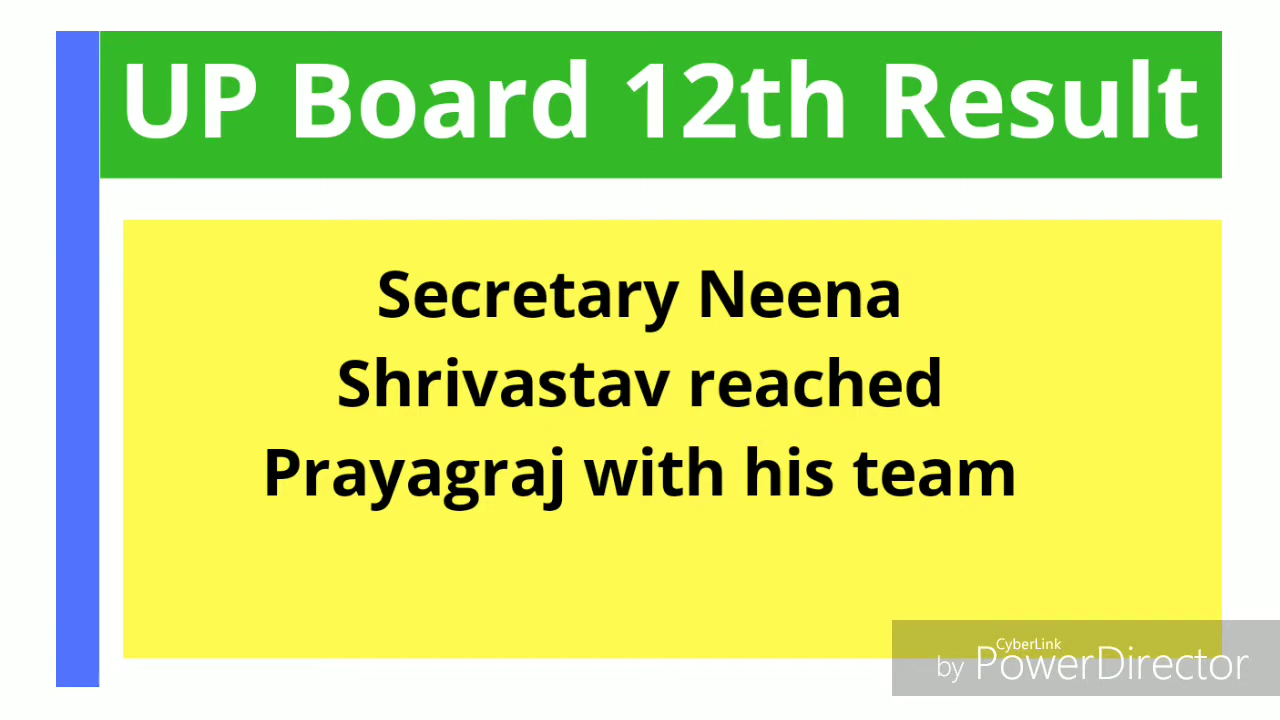 UP Board 12th Result
Secretary Neena
Shrivastav reached
Prayagraj with his team
CyberLink
by PowerDirector